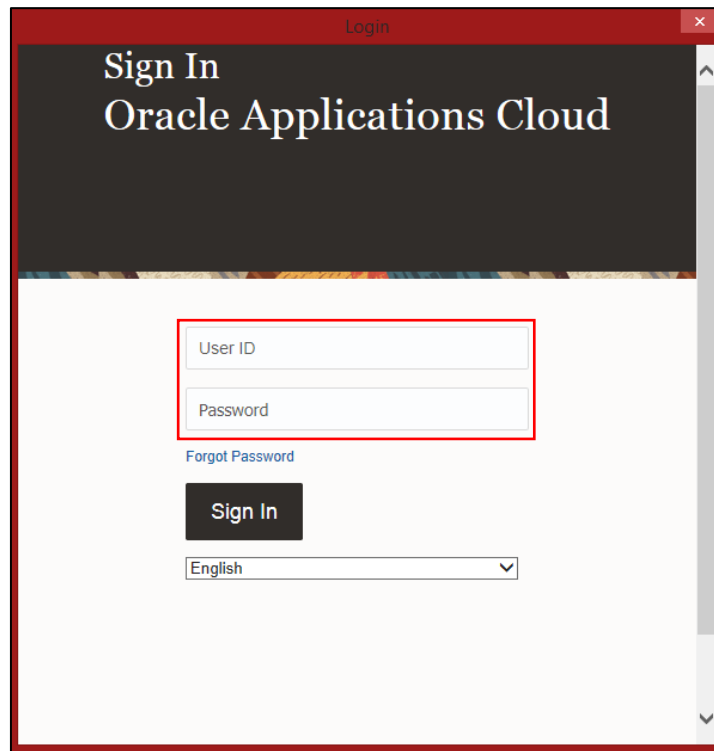 Login
Sign In
Oracle Applications Cloud
User ID
Password
Forgot Password
Sign In
English